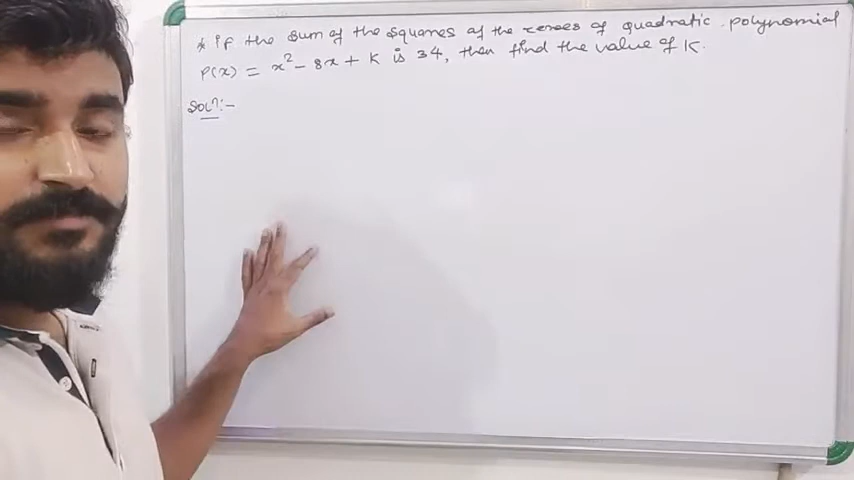 * If the sum of the squares of the zeroes of quadratic polynomial
P(x) = x² - 8x + K is 34, then find the value of K.
Solⁿ:-